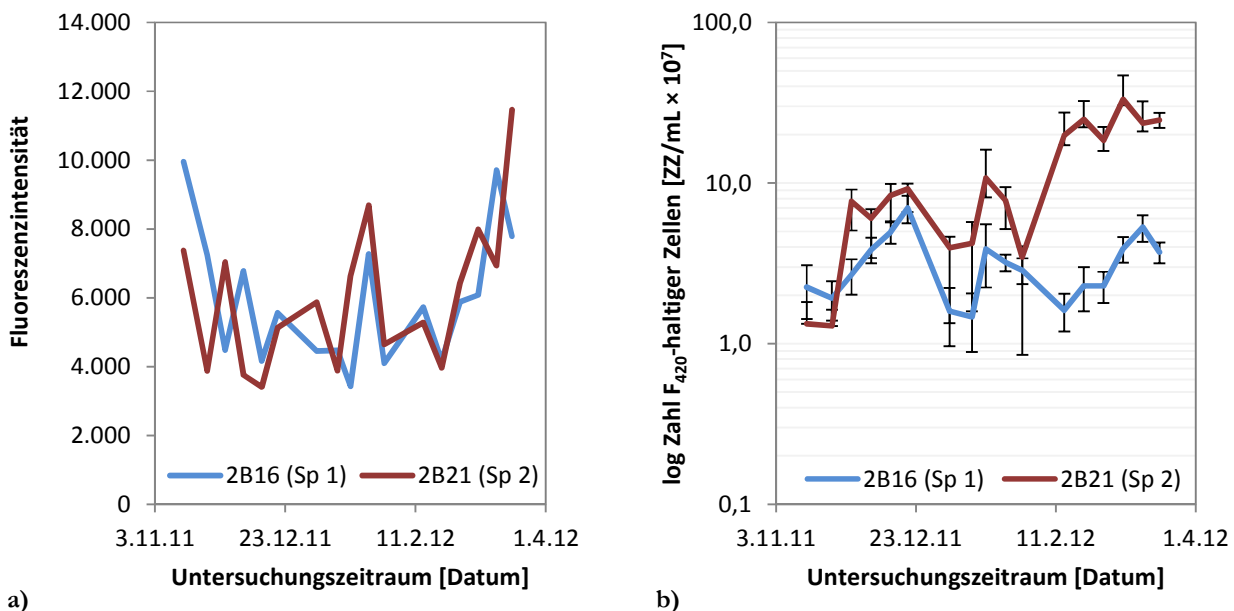 14.000
12.000
10.000
8.000
6.000
4.000
2.000
0
Fluoreszenzintensität
2B16 (Sp 1) 2B21 (Sp 2)
3.11.11 23.12.11 11.2.12 1.4.12
Untersuchungszeitraum [Datum]
a)
100,0
10,0
1,0
0,1
log Zahl F420-haltiger Zellen [ZZ/mL × 10⁷]
2B16 (Sp 1) 2B21 (Sp 2)
3.11.11 23.12.11 11.2.12 1.4.12
Untersuchungszeitraum [Datum]
b)